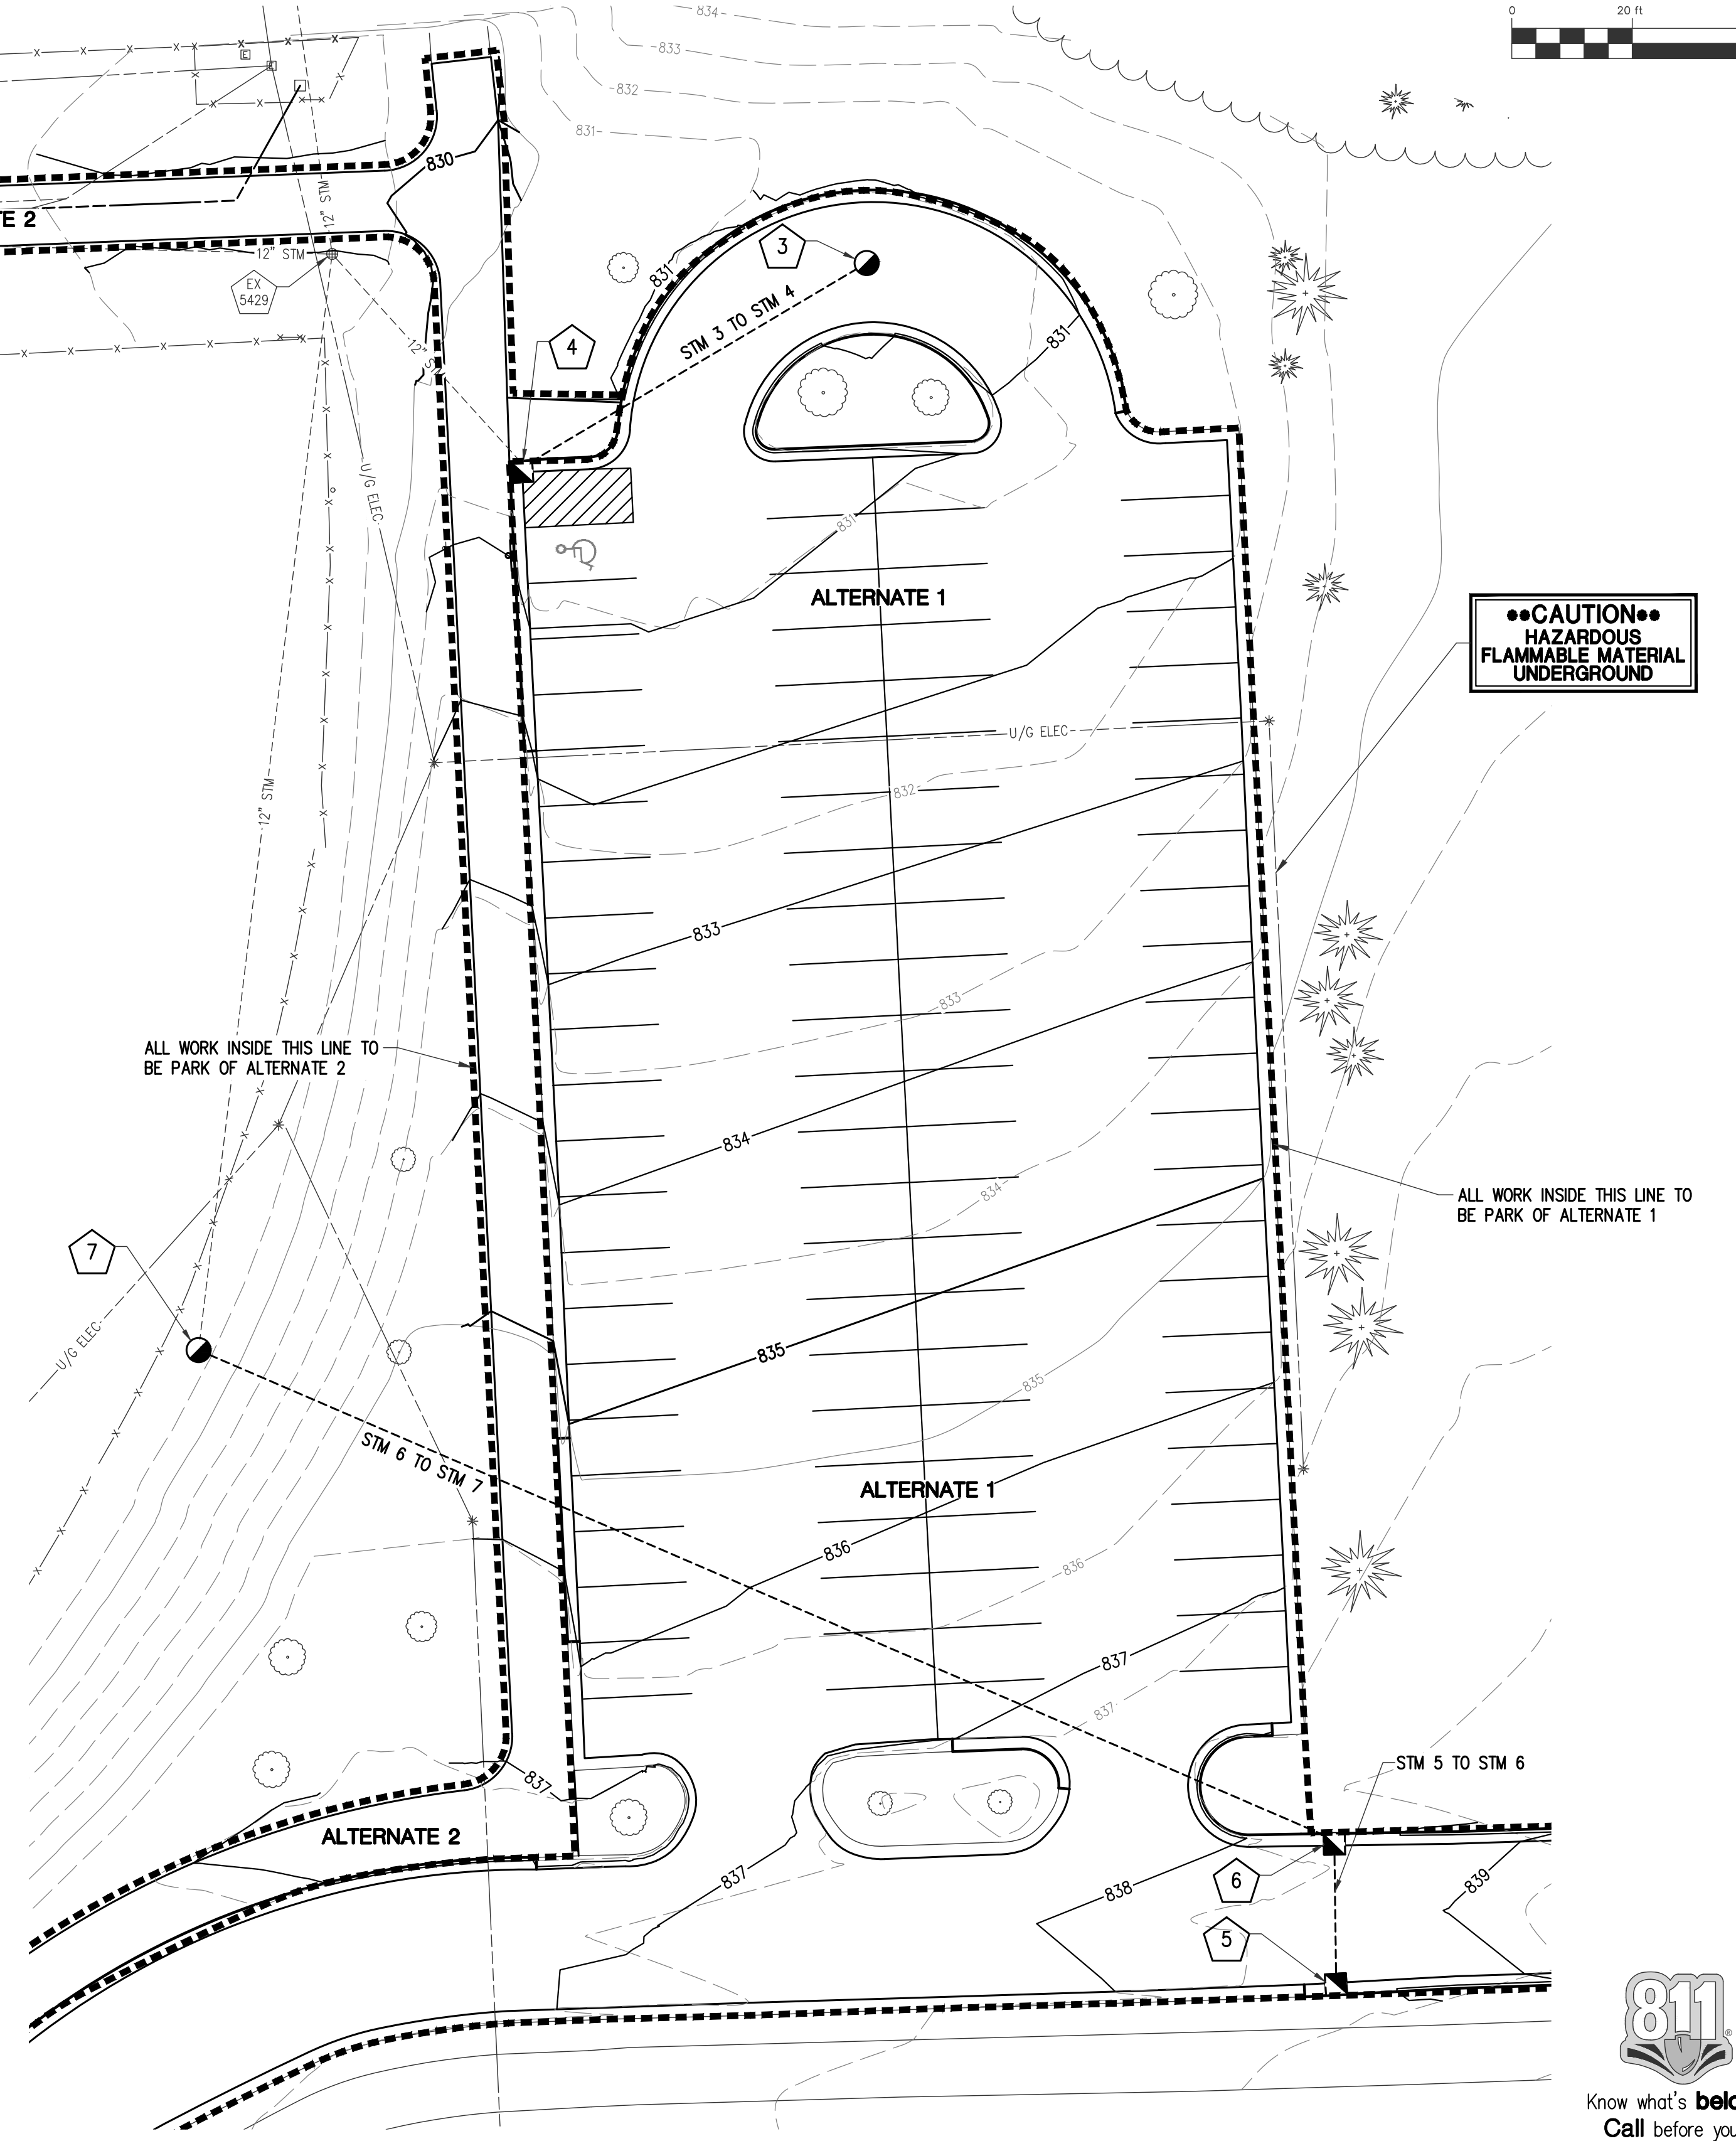 0
20 ft
834
833
832
831
E
E
830
12" STM
E 2
12" STM
EX
5429
3
831
STM 3 TO STM 4
4
12" STM
831
U/G ELEC
831
ALTERNATE 1
●●CAUTION●●
HAZARDOUS
FLAMMABLE MATERIAL
UNDERGROUND
U/G ELEC
12" STM
832
833
833
ALL WORK INSIDE THIS LINE TO
BE PARK OF ALTERNATE 2
834
834
ALL WORK INSIDE THIS LINE TO
BE PARK OF ALTERNATE 1
7
U/G ELEC
835
835
STM 6 TO STM 7
ALTERNATE 1
836
836
837
837
STM 5 TO STM 6
837
ALTERNATE 2
837
6
838
839
5
811
®
Know what's
Call before